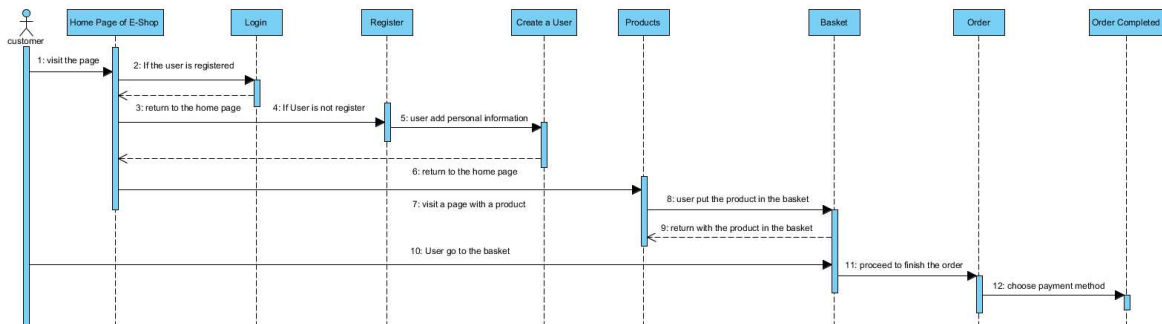 Home Page of E-Shop
Login
Register
Create a User
Products
Basket
Order
Order Completed
customer
1: visit the page
2: If the user is registered
3: return to the home page
4: If User is not register
5: user add personal information
6: return to the home page
7: visit a page with a product
8: user put the product in the basket
9: return with the product in the basket
10: User go to the basket
11: proceed to finish the order
12: choose payment method